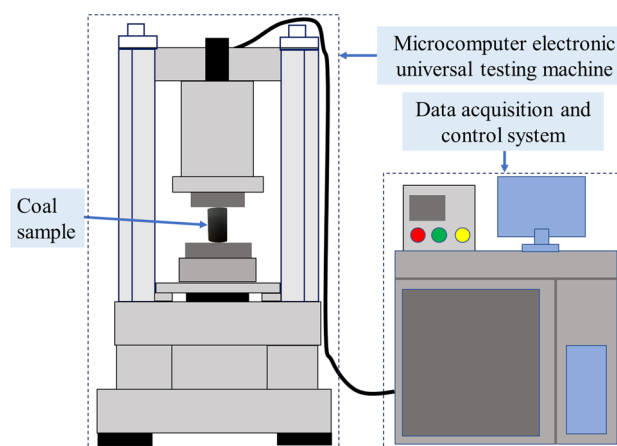 Microcomputer electronic
universal testing machine
Data acquisition and
control system
Coal
sample